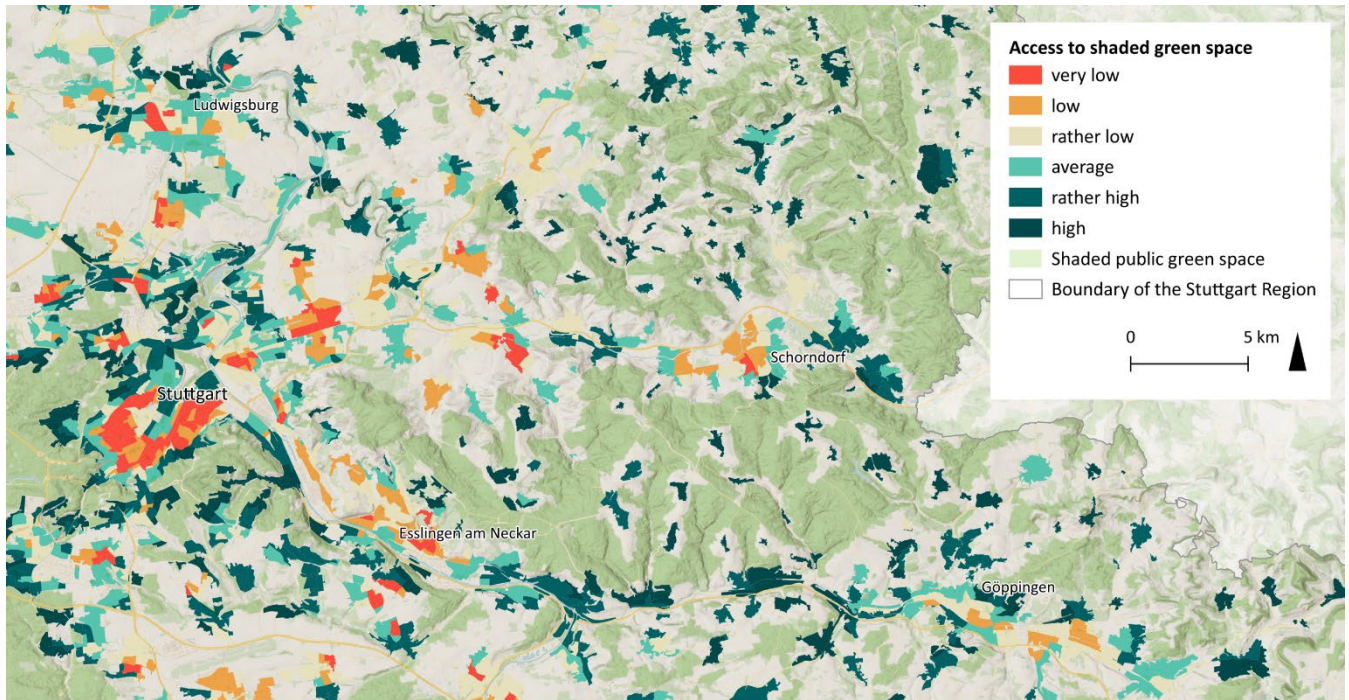 Access to shaded green space
very low
low
rather low
average
rather high
high
Shaded public green space
Boundary of the Stuttgart Region
0 5 km
Ludwigsburg
Schorndorf
Stuttgart
Esslingen am Neckar
Göppingen